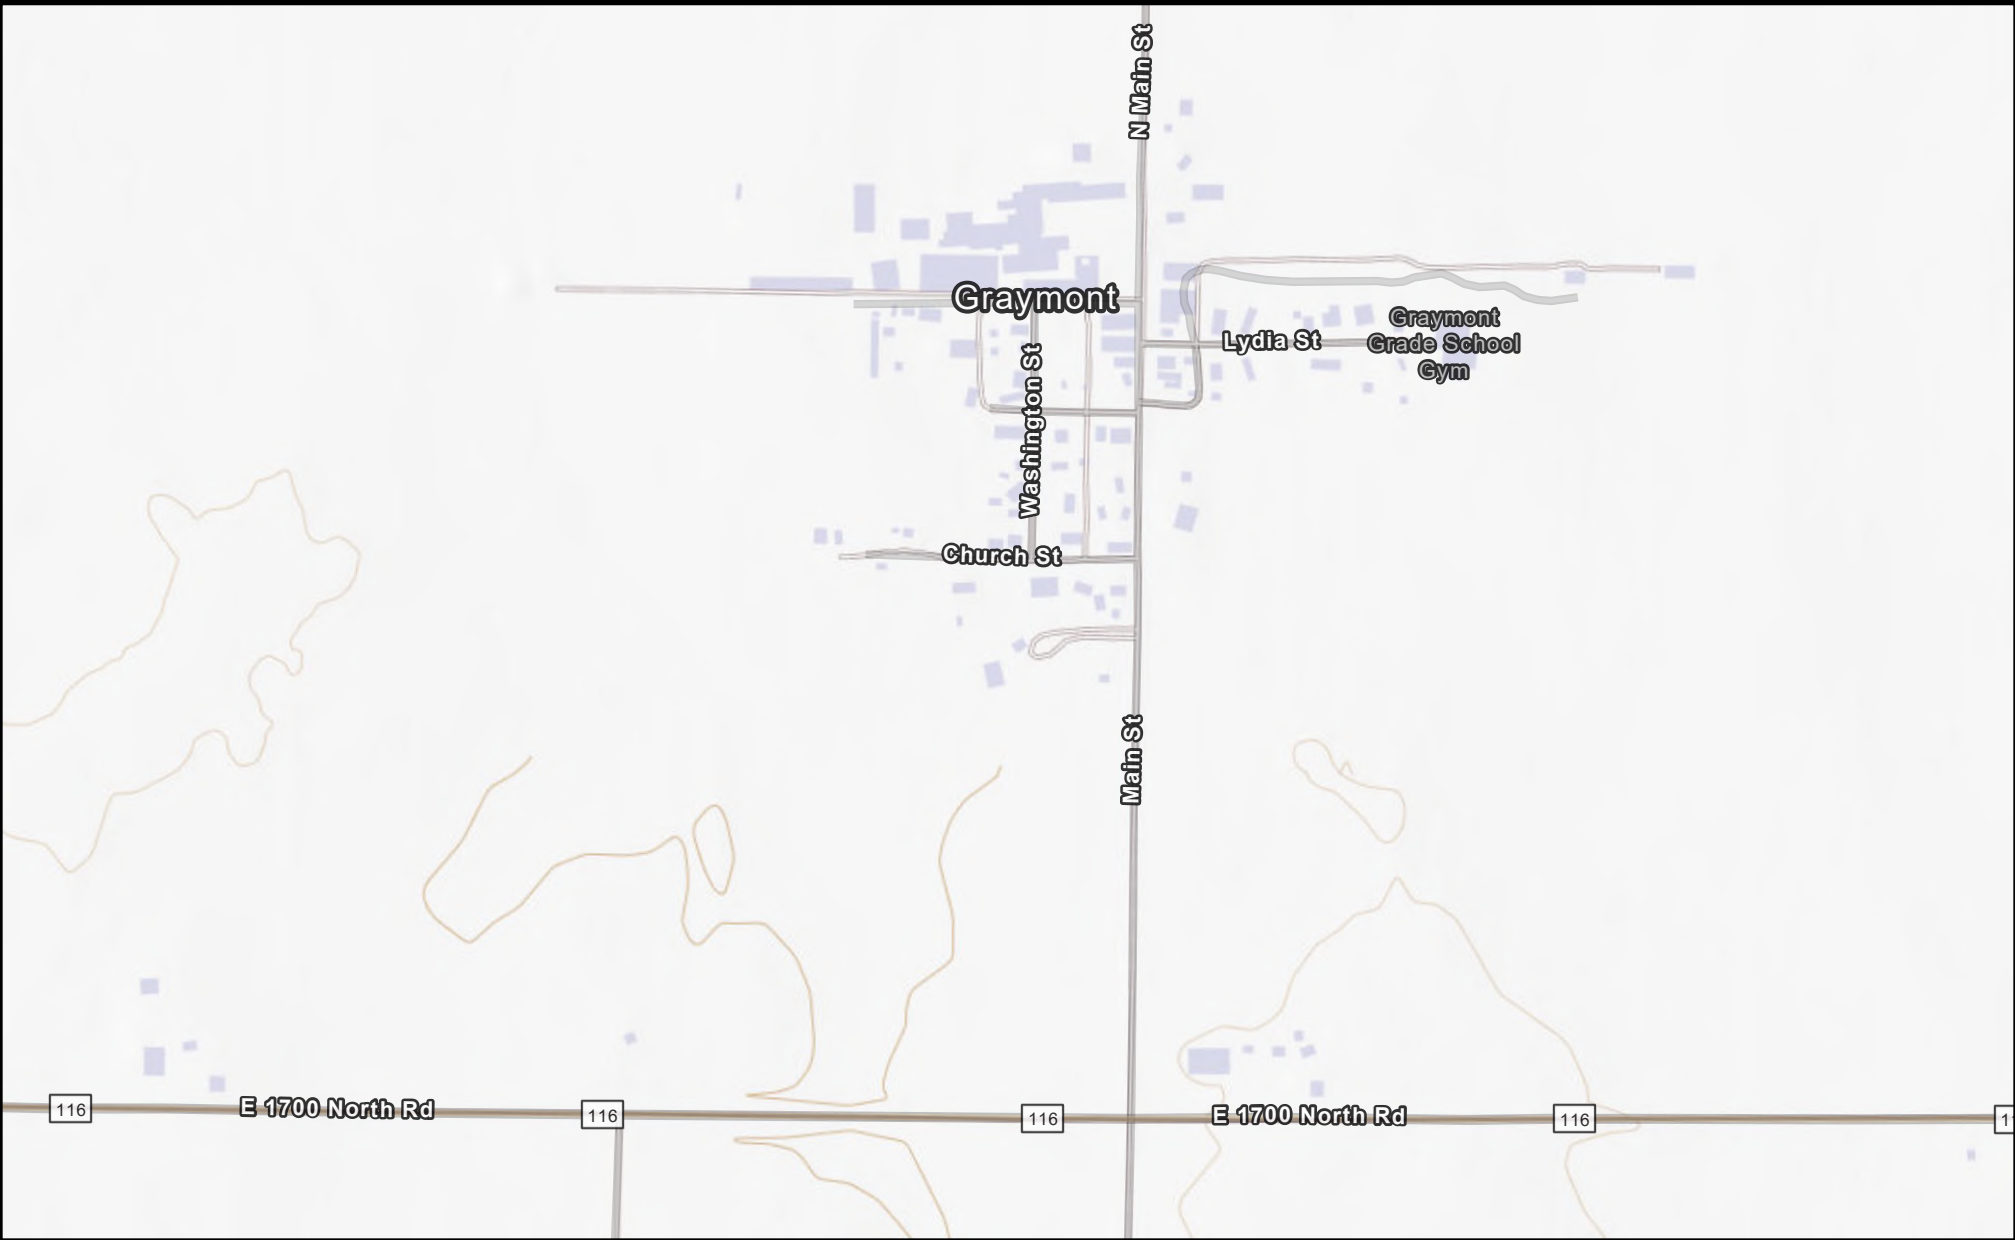 N Main St
Graymont
Graymont
Grade School
Gym
Lydia St
Washington St
Church St
Main St
116
E 1700 North Rd
116
116
E 1700 North Rd
116